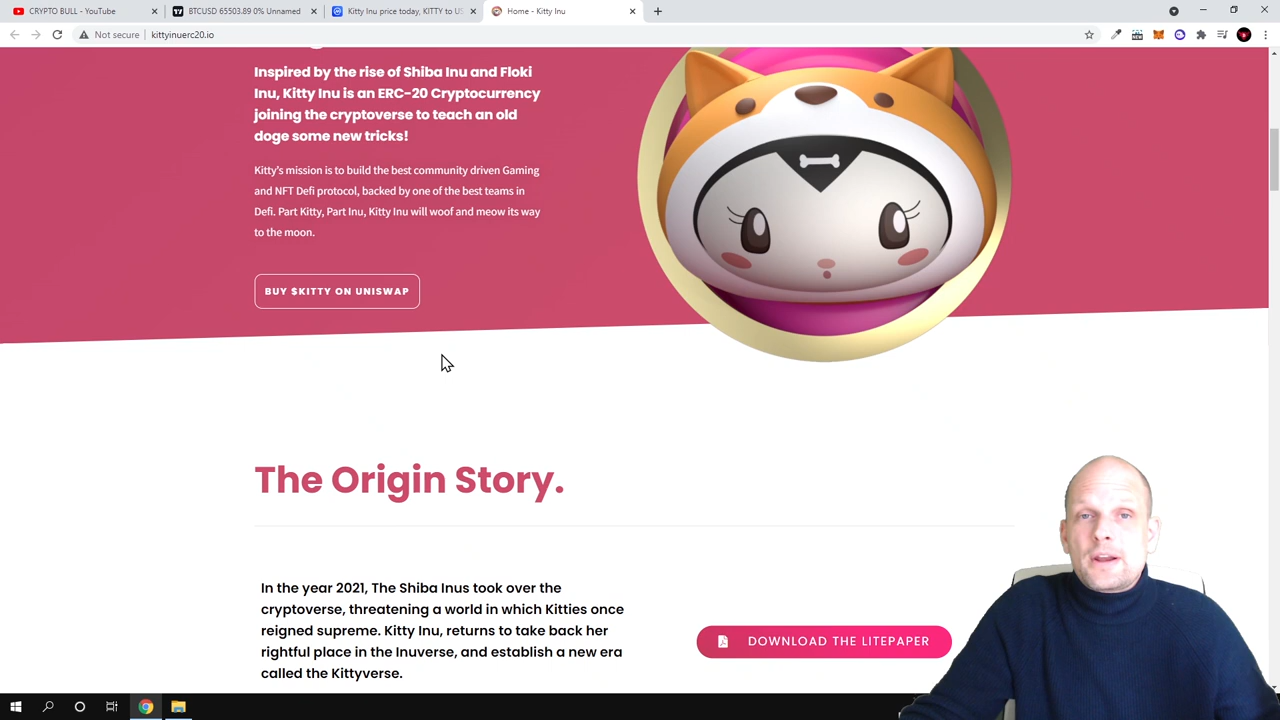 CRYPTO BULL - YouTube
BTCUSD 65503.89 0% Unnamed
Kitty Inu price today, KITTY to US
Home - Kitty Inu
Not secure
kittyinuerc20.io
Inspired by the rise of Shiba Inu and Floki
Inu, Kitty Inu is an ERC-20 Cryptocurrency
joining the cryptoverse to teach an old
doge some new tricks!
Kitty's mission is to build the best community driven Gaming
and NFT Defi protocol, backed by one of the best teams in
Defi. Part Kitty, Part Inu, Kitty Inu will woof and meow its way
to the moon.
BUY $KITTY ON UNISWAP
The Origin Story.
In the year 2021, The Shiba Inus took over the
cryptoverse, threatening a world in which Kitties once
reigned supreme. Kitty Inu, returns to take back her
rightful place in the Inuverse, and establish a new era
called the Kittyverse.
DOWNLOAD THE LITEPAPER